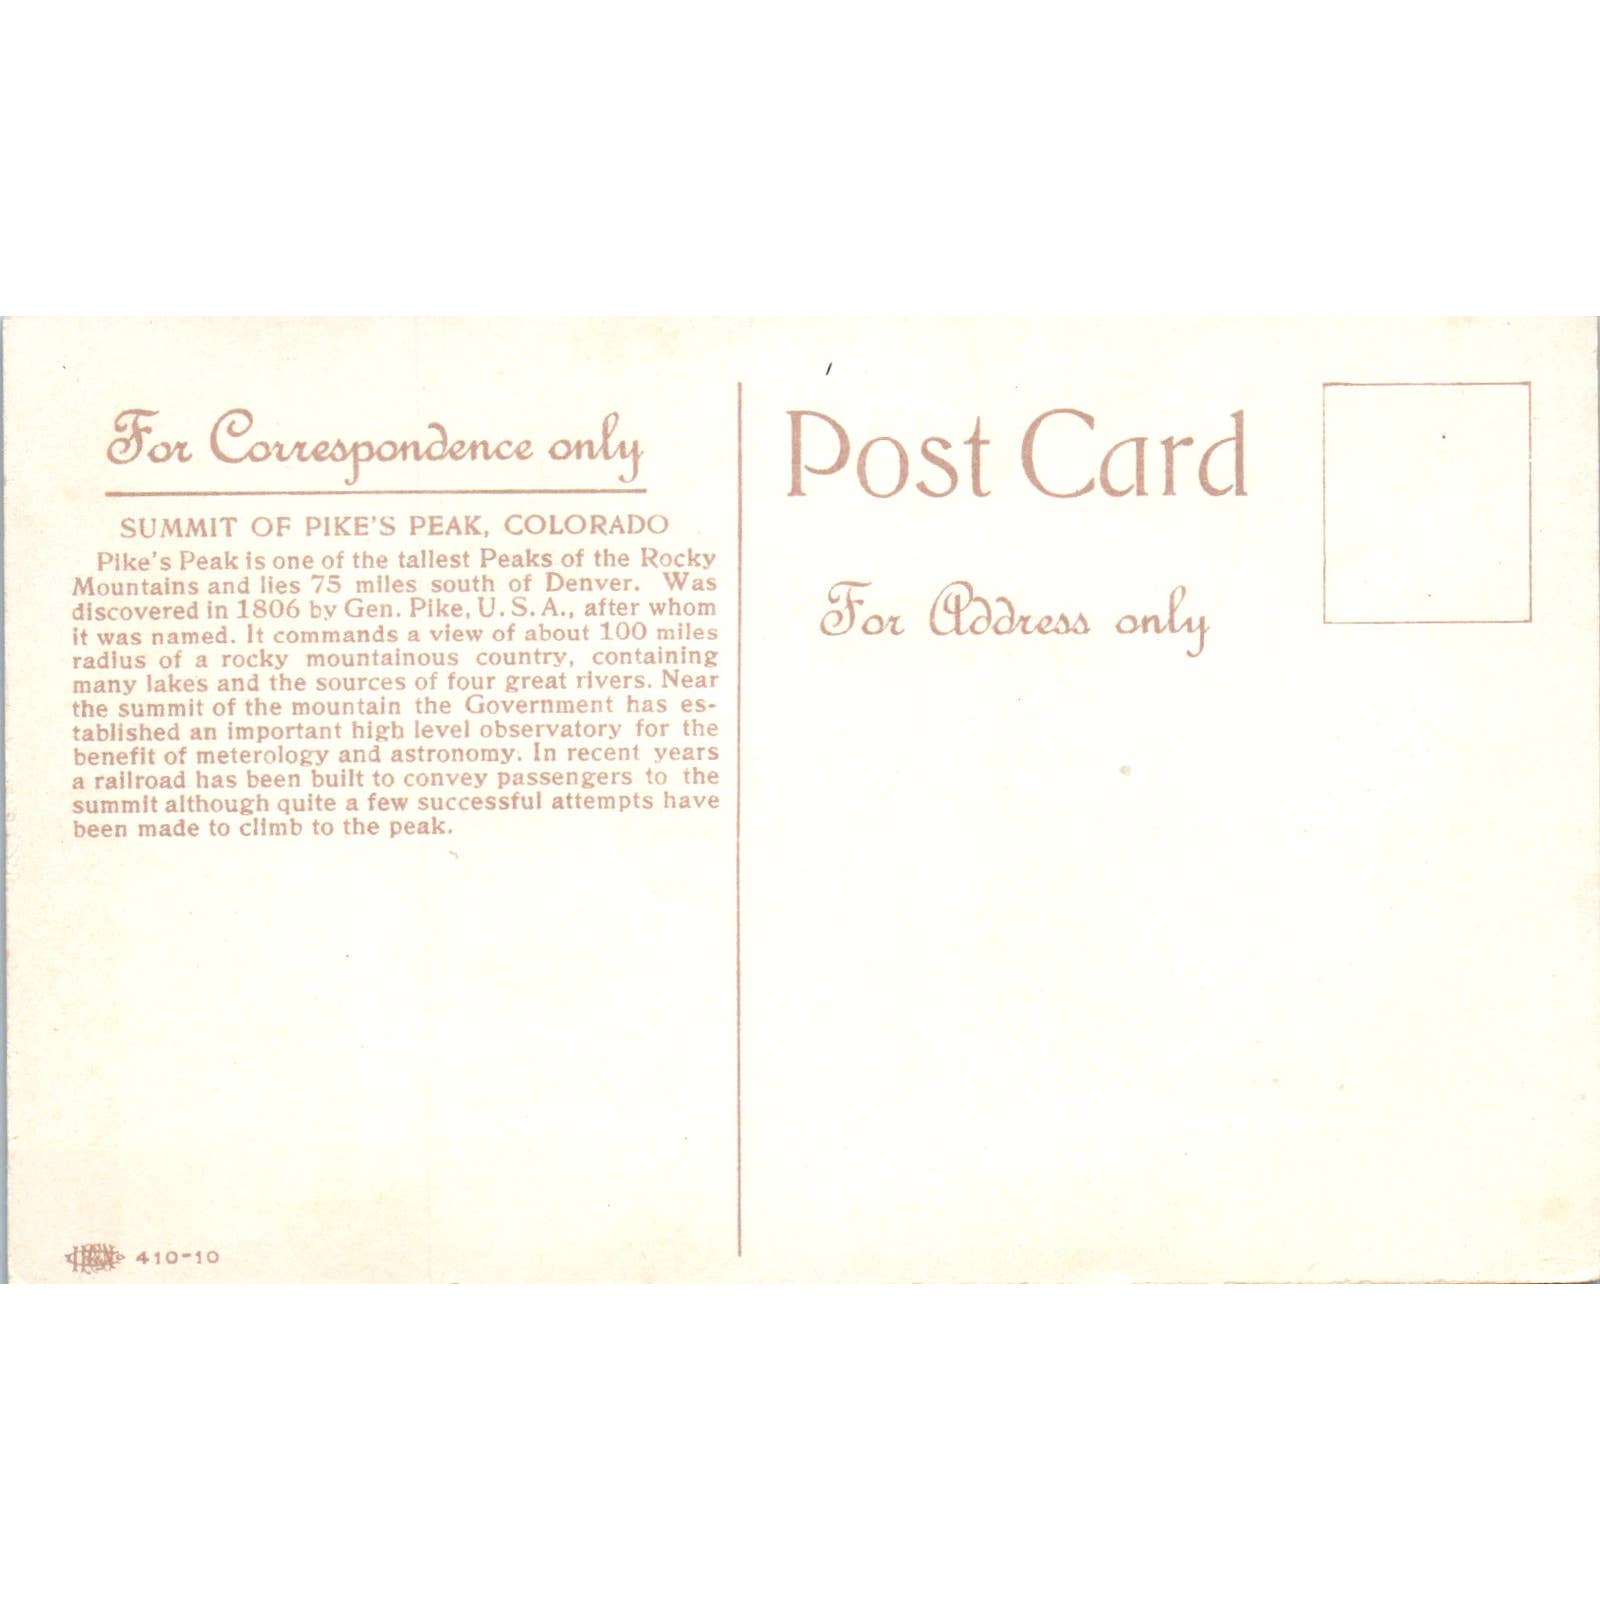 For Correspondence only
SUMMIT OF PIKE'S PEAK, COLORADO
Pike's Peak is one of the tallest Peaks of the Rocky
Mountains and lies 75 miles south of Denver. Was
discovered in 1806 by Gen. Pike, U.S.A., after whom
it was named. It commands a view of about 100 miles
radius of a rocky mountainous country, containing
many lakes and the sources of four great rivers. Near
the summit of the mountain the Government has es-
tablished an important high level observatory for the
benefit of meterology and astronomy. In recent years
a railroad has been built to convey passengers to the
summit although quite a few successful attempts have
been made to climb to the peak.
410-10
Post Card
For Address only